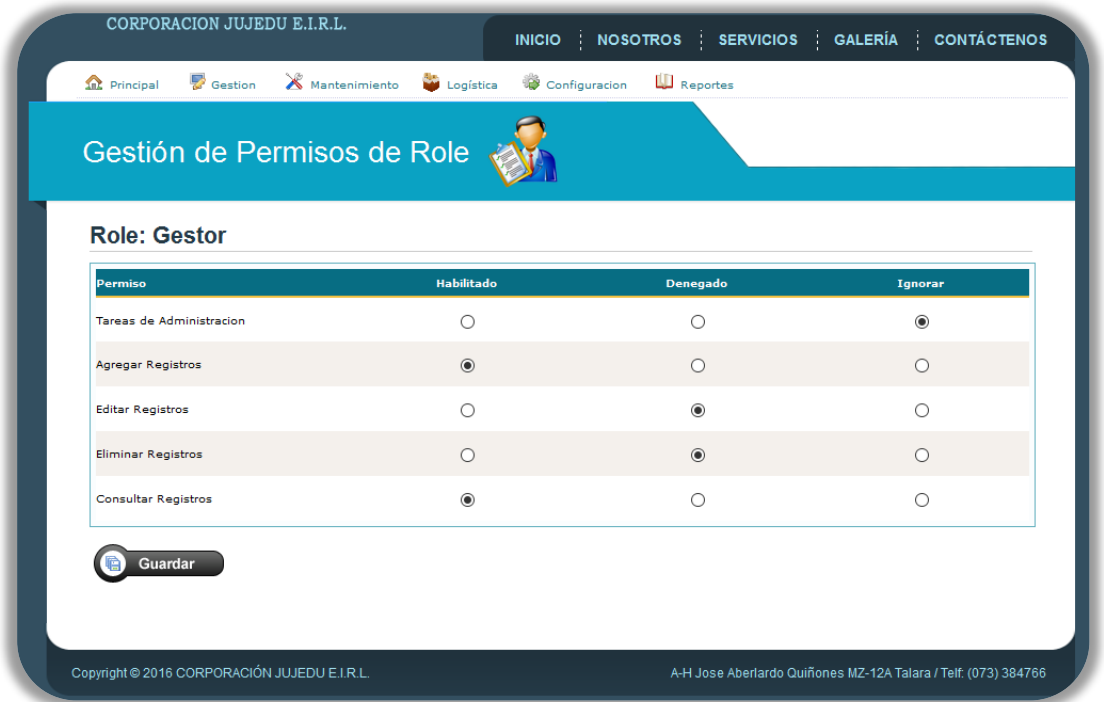 CORPORACION JUJEDU E.I.R.L.
INICIO NOSOTROS SERVICIOS GALERÍA CONTÁCTENOS
Principal Gestion Mantenimiento Logística Configuracion Reportes
Gestión de Permisos de Role
Role: Gestor
Permiso Habilitado Denegado Ignorar
Tareas de Administracion
Agregar Registros
Editar Registros
Eliminar Registros
Consultar Registros
Guardar
Copyright © 2016 CORPORACIÓN JUJEDU E.I.R.L. A-H Jose Aberlardo Quiñones MZ-12A Talara / Telf: (073) 384766